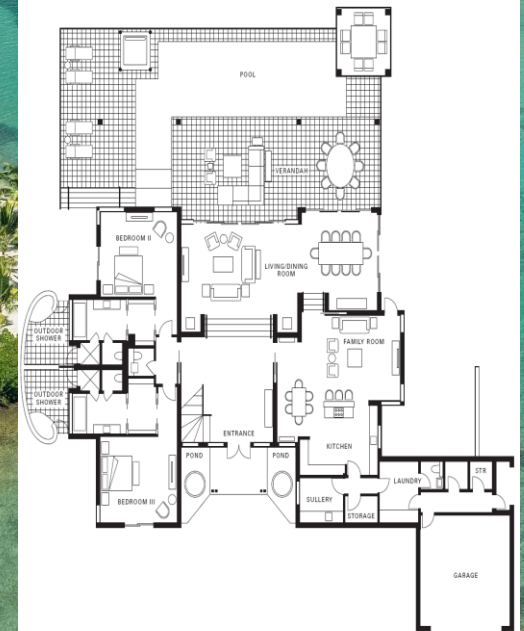 POOL
VERANDAH
BEDROOM II
LIVING/DINING
ROOM
OUTDOOR
SHOWER
FAMILY ROOM
OUTDOOR
SHOWER
ENTRANCE
KITCHEN
POND
POND
BEDROOM III
SULLERY
LAUNDRY
STR
STORAGE
GARAGE